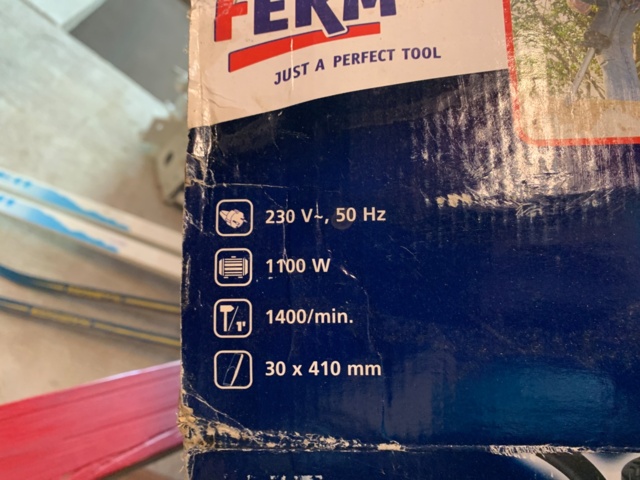 FERM
JUST A PERFECT TOOL
230 V~, 50 Hz
1100 W
1400/min.
30 x 410 mm